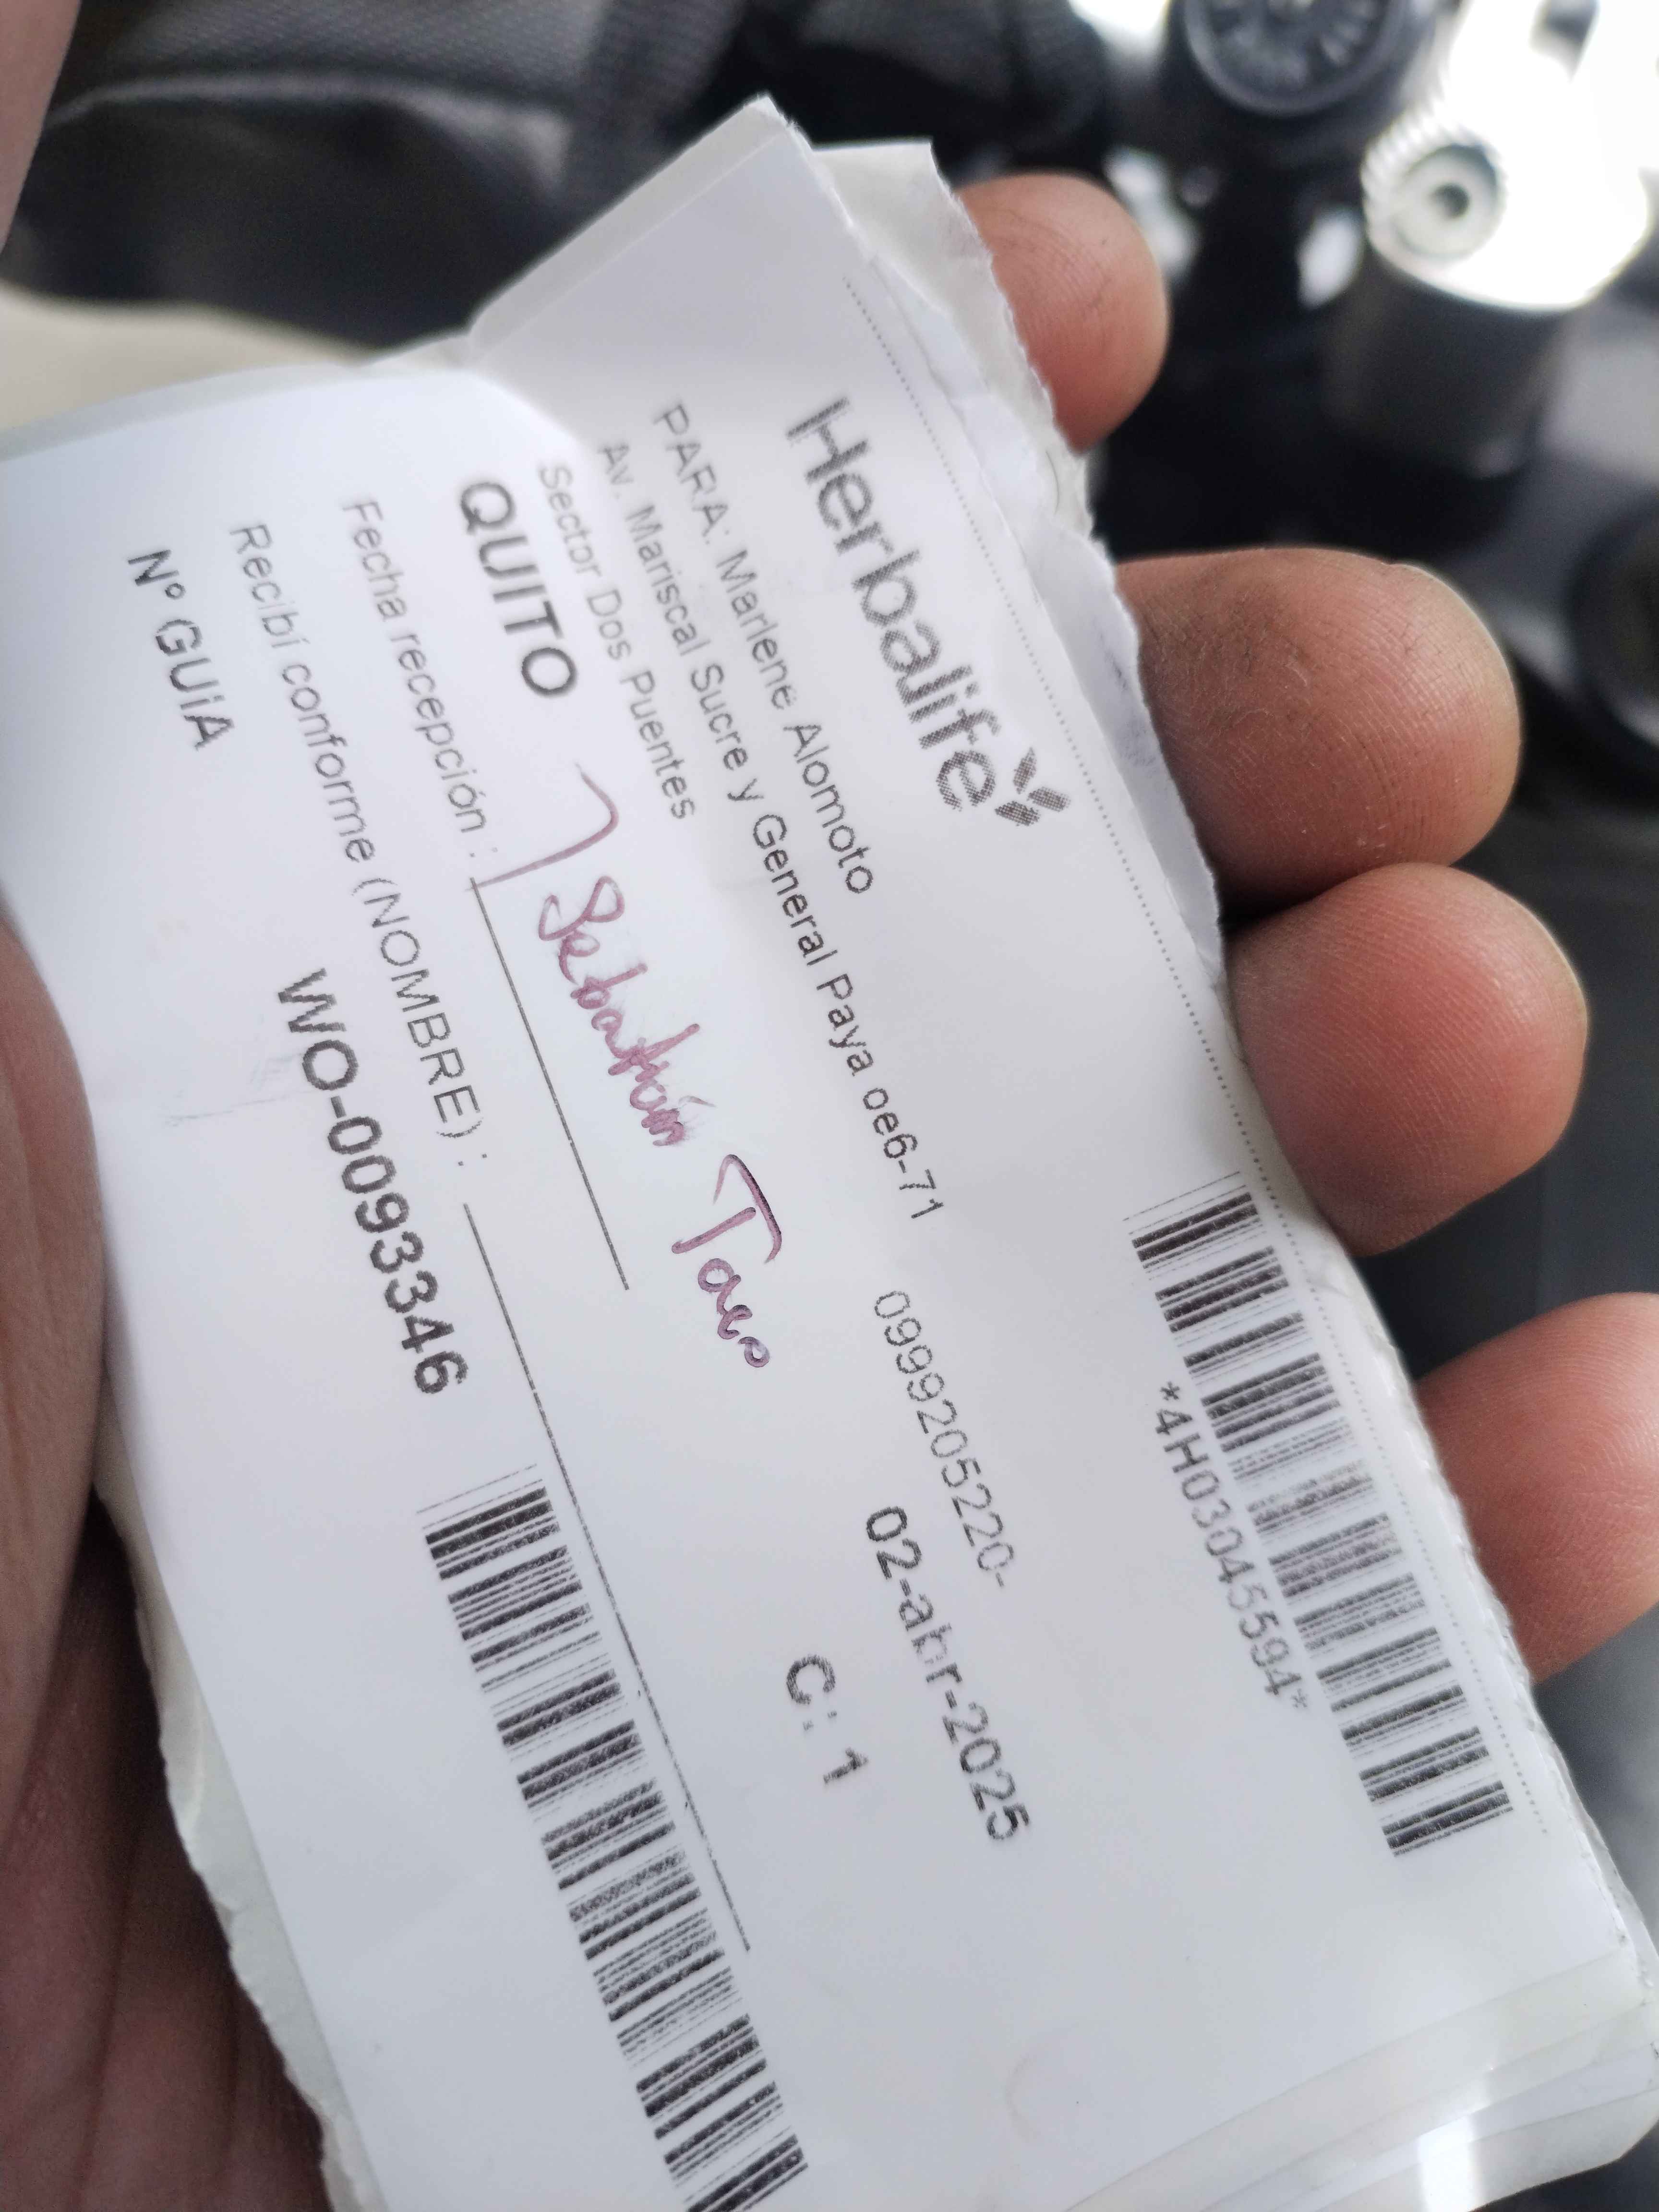 Herbalife
*4H03045594*
PARA: Marlene Alomoto
Av. Mariscal Sucre y General Paya oe6-71 0999205220-
Sector Dos Puentes 02-abr-2025
QUITO C: 1
Sebastián Taco
Fecha recepción :
Recibí conforme (NOMBRE) :
Nº GUiA WO-0093346